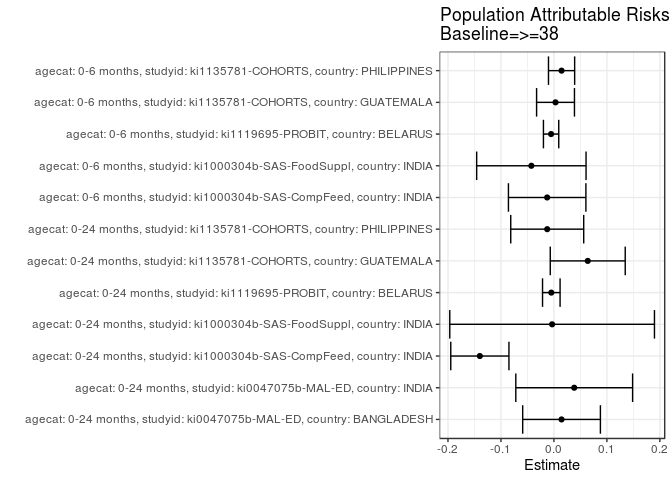 Population Attributable Risks
Baseline=>=38
agecat: 0-6 months, studyid: ki1135781-COHORTS, country: PHILIPPINES
agecat: 0-6 months, studyid: ki1135781-COHORTS, country: GUATEMALA
agecat: 0-6 months, studyid: ki1119695-PROBIT, country: BELARUS
agecat: 0-6 months, studyid: ki1000304b-SAS-FoodSuppl, country: INDIA
agecat: 0-6 months, studyid: ki1000304b-SAS-CompFeed, country: INDIA
agecat: 0-24 months, studyid: ki1135781-COHORTS, country: PHILIPPINES
agecat: 0-24 months, studyid: ki1135781-COHORTS, country: GUATEMALA
agecat: 0-24 months, studyid: ki1119695-PROBIT, country: BELARUS
agecat: 0-24 months, studyid: ki1000304b-SAS-FoodSuppl, country: INDIA
agecat: 0-24 months, studyid: ki1000304b-SAS-CompFeed, country: INDIA
agecat: 0-24 months, studyid: ki0047075b-MAL-ED, country: INDIA
agecat: 0-24 months, studyid: ki0047075b-MAL-ED, country: BANGLADESH
-0.2 -0.1 0.0 0.1 0.2
Estimate